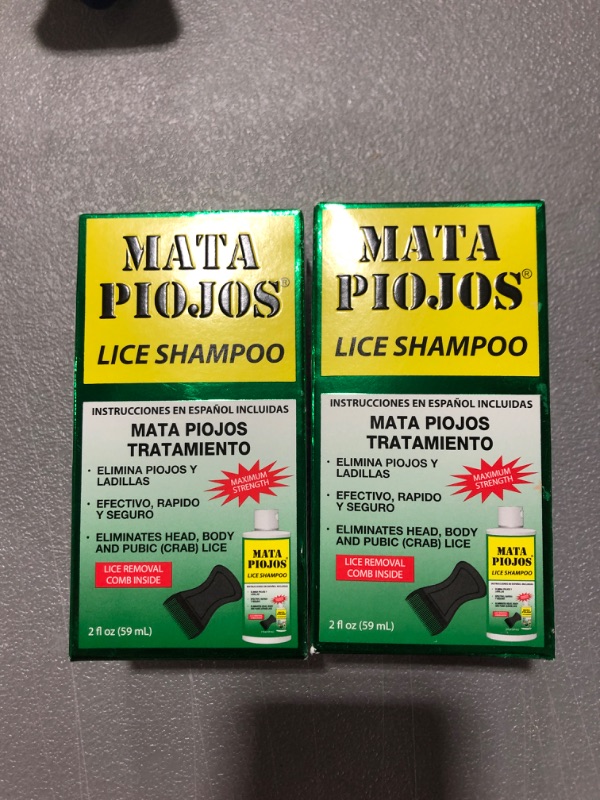 MATA
PIOJOS®
LICE SHAMPOO
INSTRUCCIONES EN ESPAÑOL INCLUIDAS
MATA PIOJOS
TRATAMIENTO
· ELIMINA PIOJOS Y
LADILLAS
MAXIMUM
STRENGTH
· EFECTIVO, RAPIDO
Y SEGURO
· ELIMINATES HEAD, BODY
AND PUBIC (CRAB) LICE
LICE REMOVAL
COMB INSIDE
MATA
PIOJOS
LICE SHAMPOO
2 fl oz (59 mL)
MATA
PIOJOS®
LICE SHAMPOO
INSTRUCCIONES EN ESPAÑOL INCLUIDAS
MATA PIOJOS
TRATAMIENTO
· ELIMINA PIOJOS Y
LADILLAS
MAXIMUM
STRENGTH
· EFECTIVO, RAPIDO
Y SEGURO
· ELIMINATES HEAD, BODY
AND PUBIC (CRAB) LICE
LICE REMOVAL
COMB INSIDE
MATA
PIOJOS
LICE SHAMPOO
2 fl oz (59 mL)